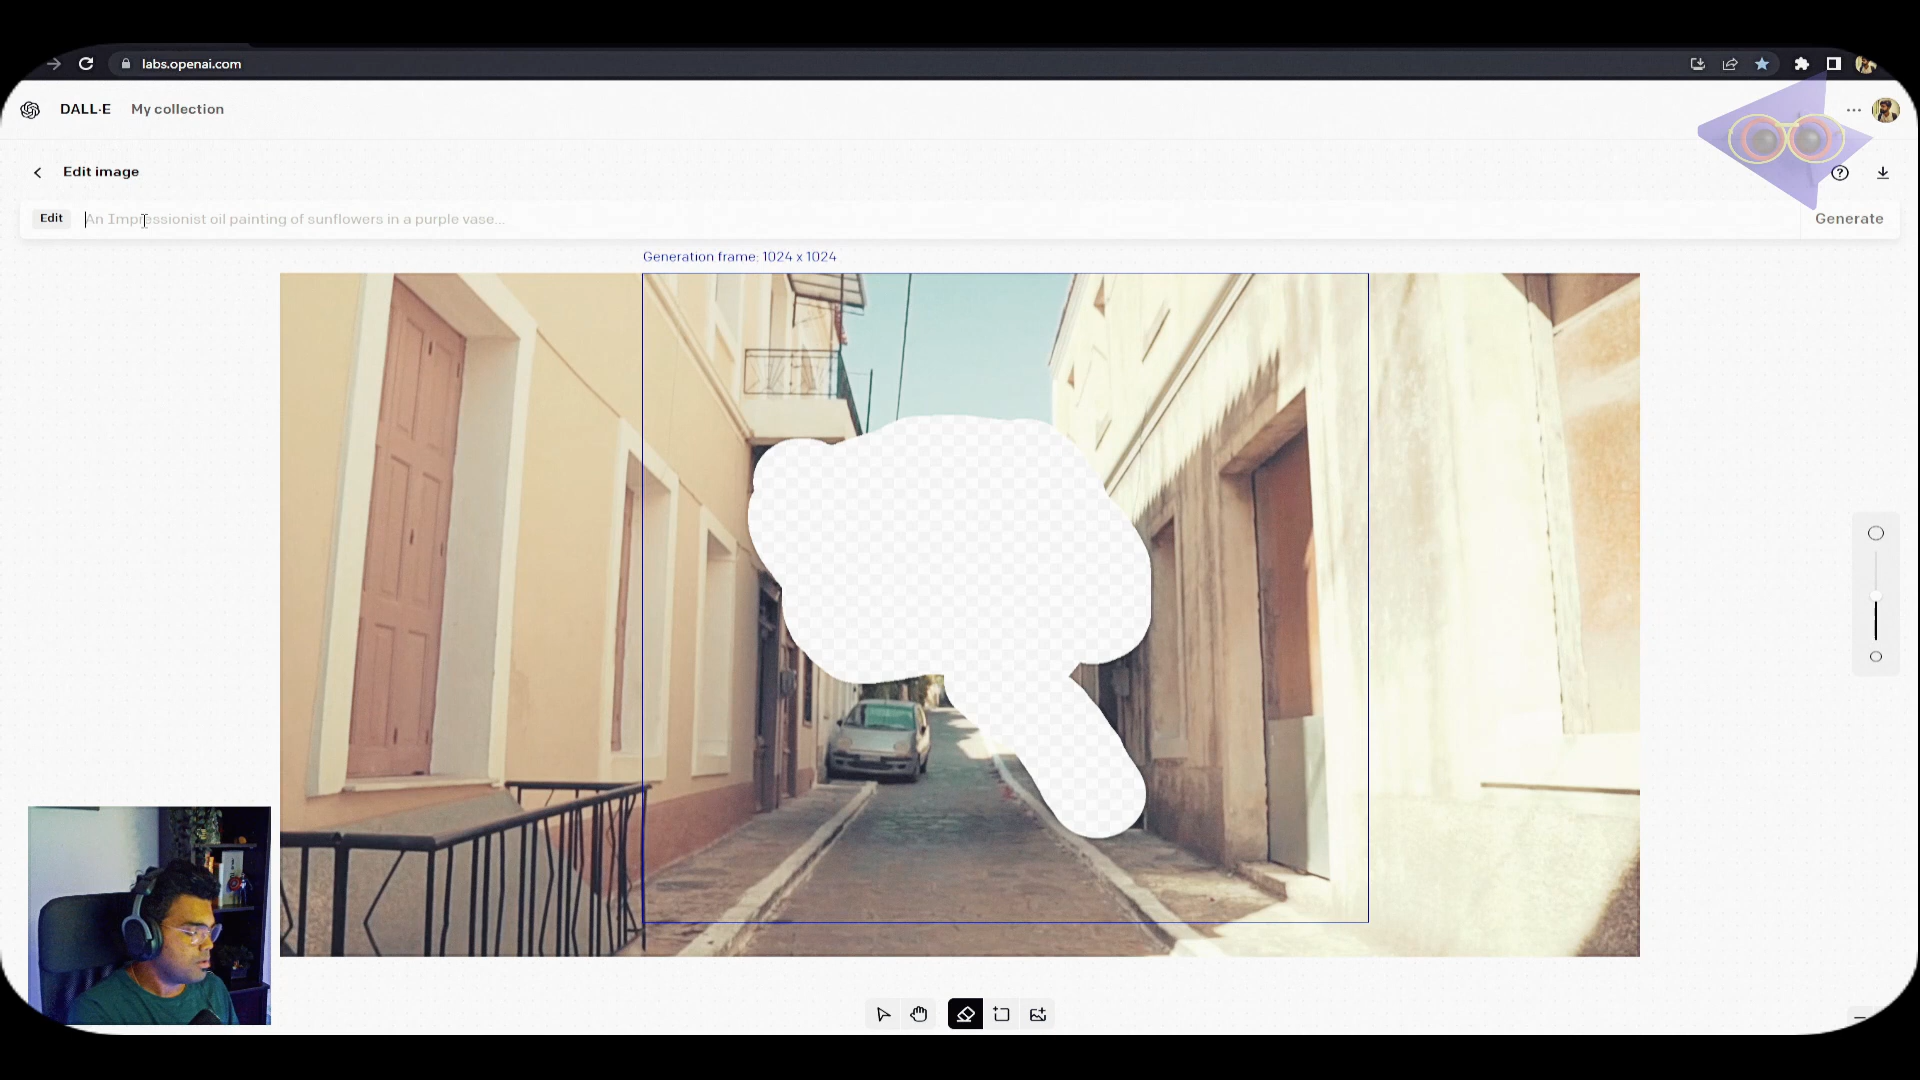 labs.openai.com
DALL·E My collection
Edit image
Edit An Impressionist oil painting of sunflowers in a purple vase... Generate
Generation frame: 1024 x 1024